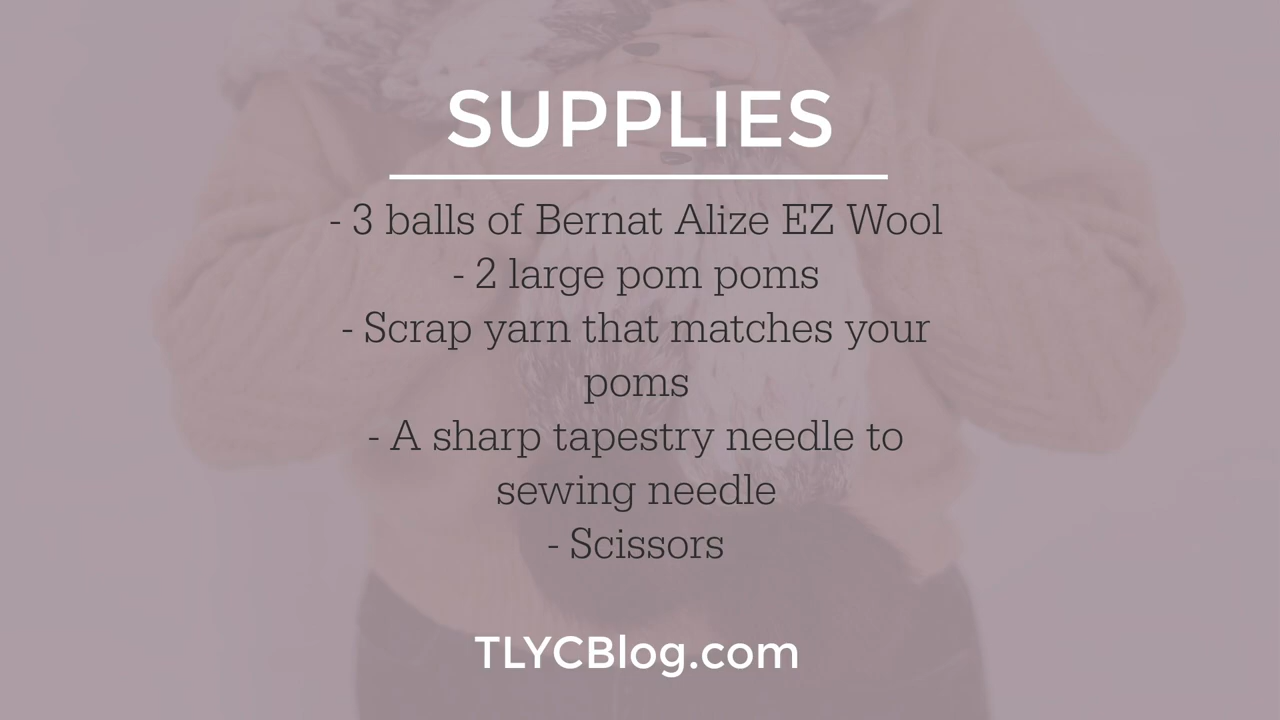 SUPPLIES
- 3 balls of Bernat Alize EZ Wool
- 2 large pom poms
- Scrap yarn that matches your
poms
- A sharp tapestry needle to
sewing needle
- Scissors
TLYCBlog.com